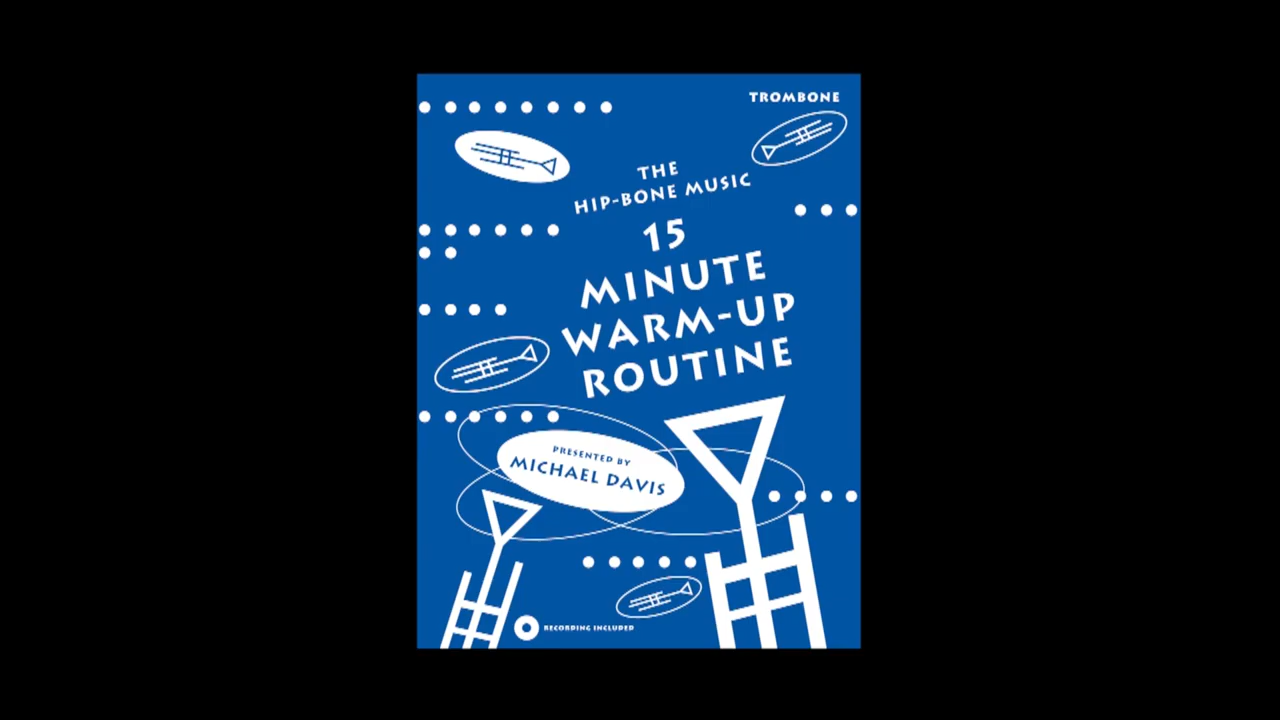 TROMBONE
THE
HIP-BONE MUSIC
15
MINUTE
WARM-UP
ROUTINE
PRESENTED BY
MICHAEL DAVIS
RECORDING INCLUDED